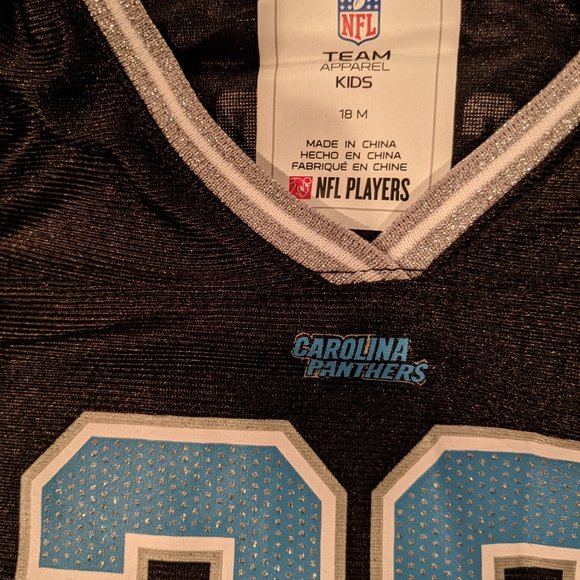 NFL
TEAM
APPAREL
KIDS
18 M
MADE IN CHINA
HECHO EN CHINA
FABRIQUÉ EN CHINE
NFL PLAYERS
CAROLINA
PANTHERS